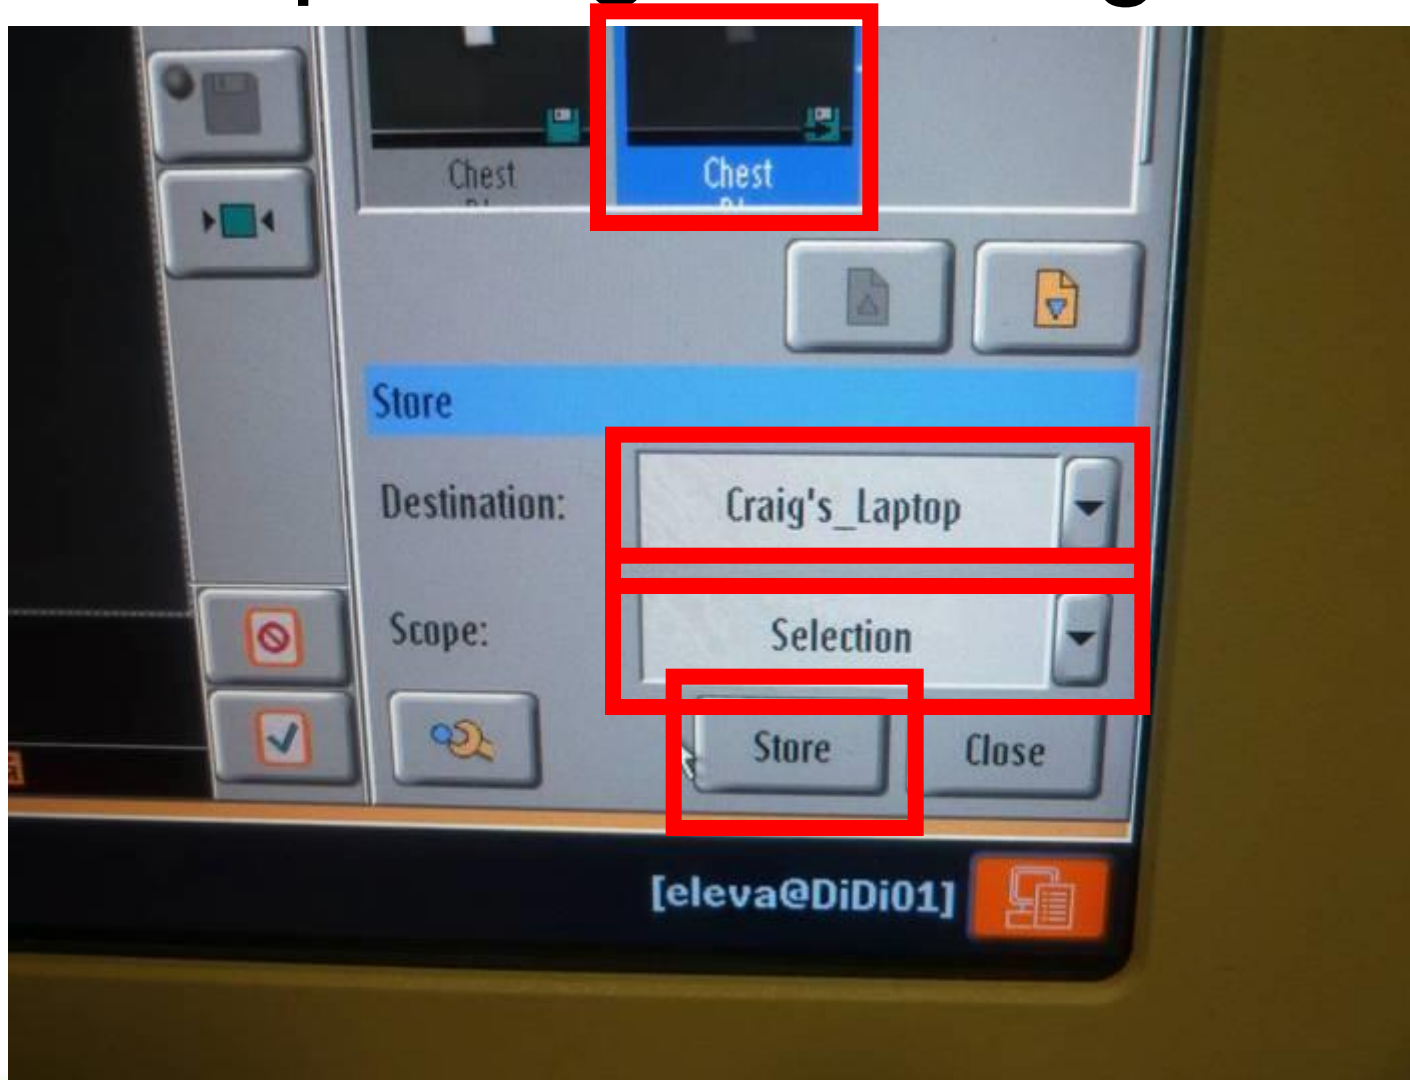 Chest
Chest
Store
Destination:
Craig's_Laptop
Scope:
Selection
Store
Close
[eleva@DiDi01]